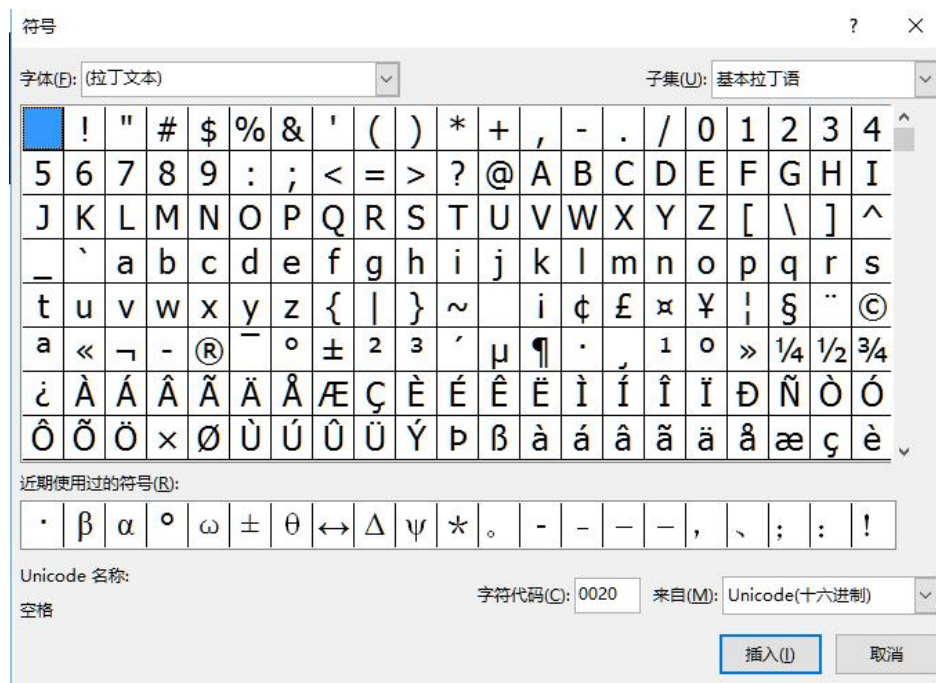 符号 ? ×
字体(F): (拉丁文本) 子集(U): 基本拉丁语
! " # $ % & ' ( ) * + , - . / 0 1 2 3 4
5 6 7 8 9 : ; < = > ? @ A B C D E F G H I
J K L M N O P Q R S T U V W X Y Z [ \ ] ^
_ ` a b c d e f g h i j k l m n o p q r s
t u v w x y z { | } ~ ¡ ¢ £ ¤ ¥ ¦ § ¨ ©
ª « ¬ - ® ¯ ° ± ² ³ ´ µ ¶ · ¸ ¹ º » ¼ ½ ¾
¿ À Á Â Ã Ä Å Æ Ç È É Ê Ë Ì Í Î Ï Ð Ñ Ò Ó
Ô Õ Ö × Ø Ù Ú Û Ü Ý Þ ß à á â ã ä å æ ç è
近期使用过的符号(R):
· β α ° ω ± θ ↔ Δ ψ * 。 - – — — , 、 ; : !
Unicode 名称:
空格
字符代码(C): 0020 来自(M): Unicode(十六进制)
插入(I) 取消